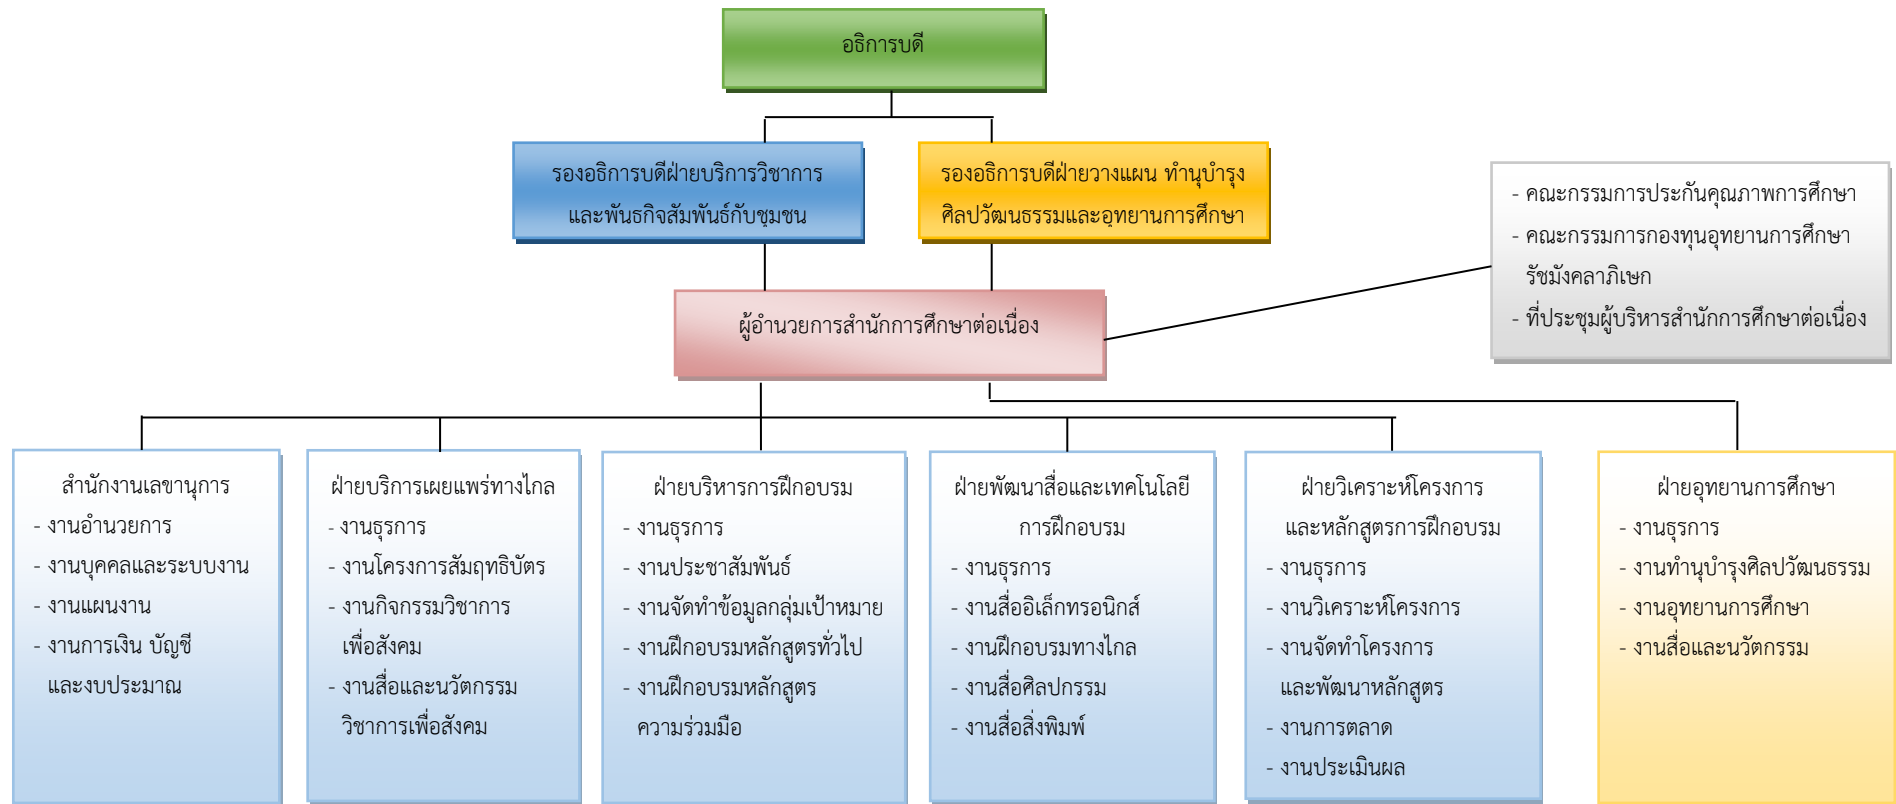 อธิการบดี
รองอธิการบดีฝ่ายบริการวิชาการ
และพันธกิจสัมพันธ์กับชุมชน
รองอธิการบดีฝ่ายวางแผน ทำนุบำรุง
ศิลปวัฒนธรรมและอุทยานการศึกษา
- คณะกรรมการประกันคุณภาพการศึกษา
- คณะกรรมการกองทุนอุทยานการศึกษา
รัชมังคลาภิเษก
- ที่ประชุมผู้บริหารสำนักการศึกษาต่อเนื่อง
ผู้อำนวยการสำนักการศึกษาต่อเนื่อง
สำนักงานเลขานุการ
- งานอำนวยการ
- งานบุคคลและระบบงาน
- งานแผนงาน
- งานการเงิน บัญชี
และงบประมาณ
ฝ่ายบริการเผยแพร่ทางไกล
- งานธุรการ
- งานโครงการสัมฤทธิบัตร
- งานกิจกรรมวิชาการ
เพื่อสังคม
- งานสื่อและนวัตกรรม
วิชาการเพื่อสังคม
ฝ่ายบริหารการฝึกอบรม
- งานธุรการ
- งานประชาสัมพันธ์
- งานจัดทำข้อมูลกลุ่มเป้าหมาย
- งานฝึกอบรมหลักสูตรทั่วไป
- งานฝึกอบรมหลักสูตร
ความร่วมมือ
ฝ่ายพัฒนาสื่อและเทคโนโลยี
การฝึกอบรม
- งานธุรการ
- งานสื่ออิเล็กทรอนิกส์
- งานฝึกอบรมทางไกล
- งานสื่อศิลปกรรม
- งานสื่อสิ่งพิมพ์
ฝ่ายวิเคราะห์โครงการ
และหลักสูตรการฝึกอบรม
- งานธุรการ
- งานวิเคราะห์โครงการ
- งานจัดทำโครงการ
และพัฒนาหลักสูตร
- งานการตลาด
- งานประเมินผล
ฝ่ายอุทยานการศึกษา
- งานธุรการ
- งานทำนุบำรุงศิลปวัฒนธรรม
- งานอุทยานการศึกษา
- งานสื่อและนวัตกรรม